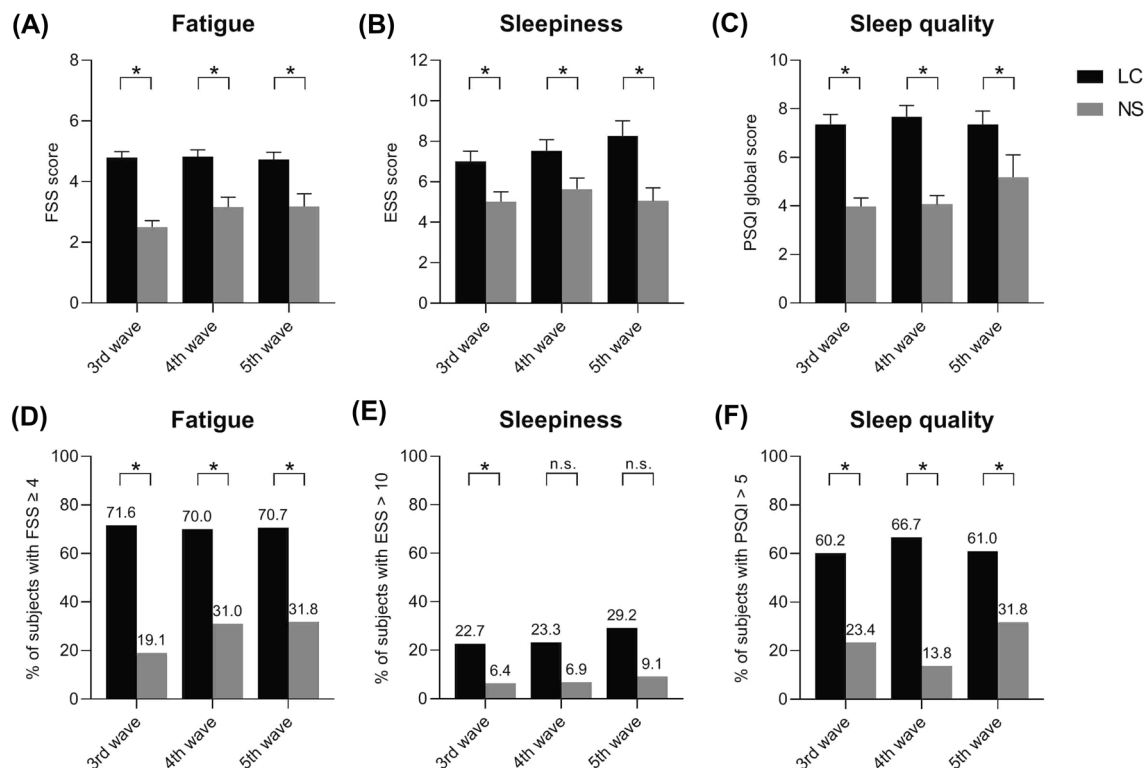 (A) Fatigue
FSS score
8
6
4
2
0
*
*
*
3rd wave
4th wave
5th wave
(B) Sleepiness
ESS score
12
10
8
6
4
2
0
*
*
*
3rd wave
4th wave
5th wave
(C) Sleep quality
PSQI global score
10
8
6
4
2
0
*
*
*
3rd wave
4th wave
5th wave
LC
NS
(D) Fatigue
% of subjects with FSS ≥ 4
100
80
60
40
20
0
*
*
*
71.6
19.1
70.0
31.0
70.7
31.8
3rd wave
4th wave
5th wave
(E) Sleepiness
% of subjects with ESS > 10
100
80
60
40
20
0
*
n.s.
n.s.
22.7
6.4
23.3
6.9
29.2
9.1
3rd wave
4th wave
5th wave
(F) Sleep quality
% of subjects with PSQI > 5
100
80
60
40
20
0
*
*
*
60.2
23.4
66.7
13.8
61.0
31.8
3rd wave
4th wave
5th wave